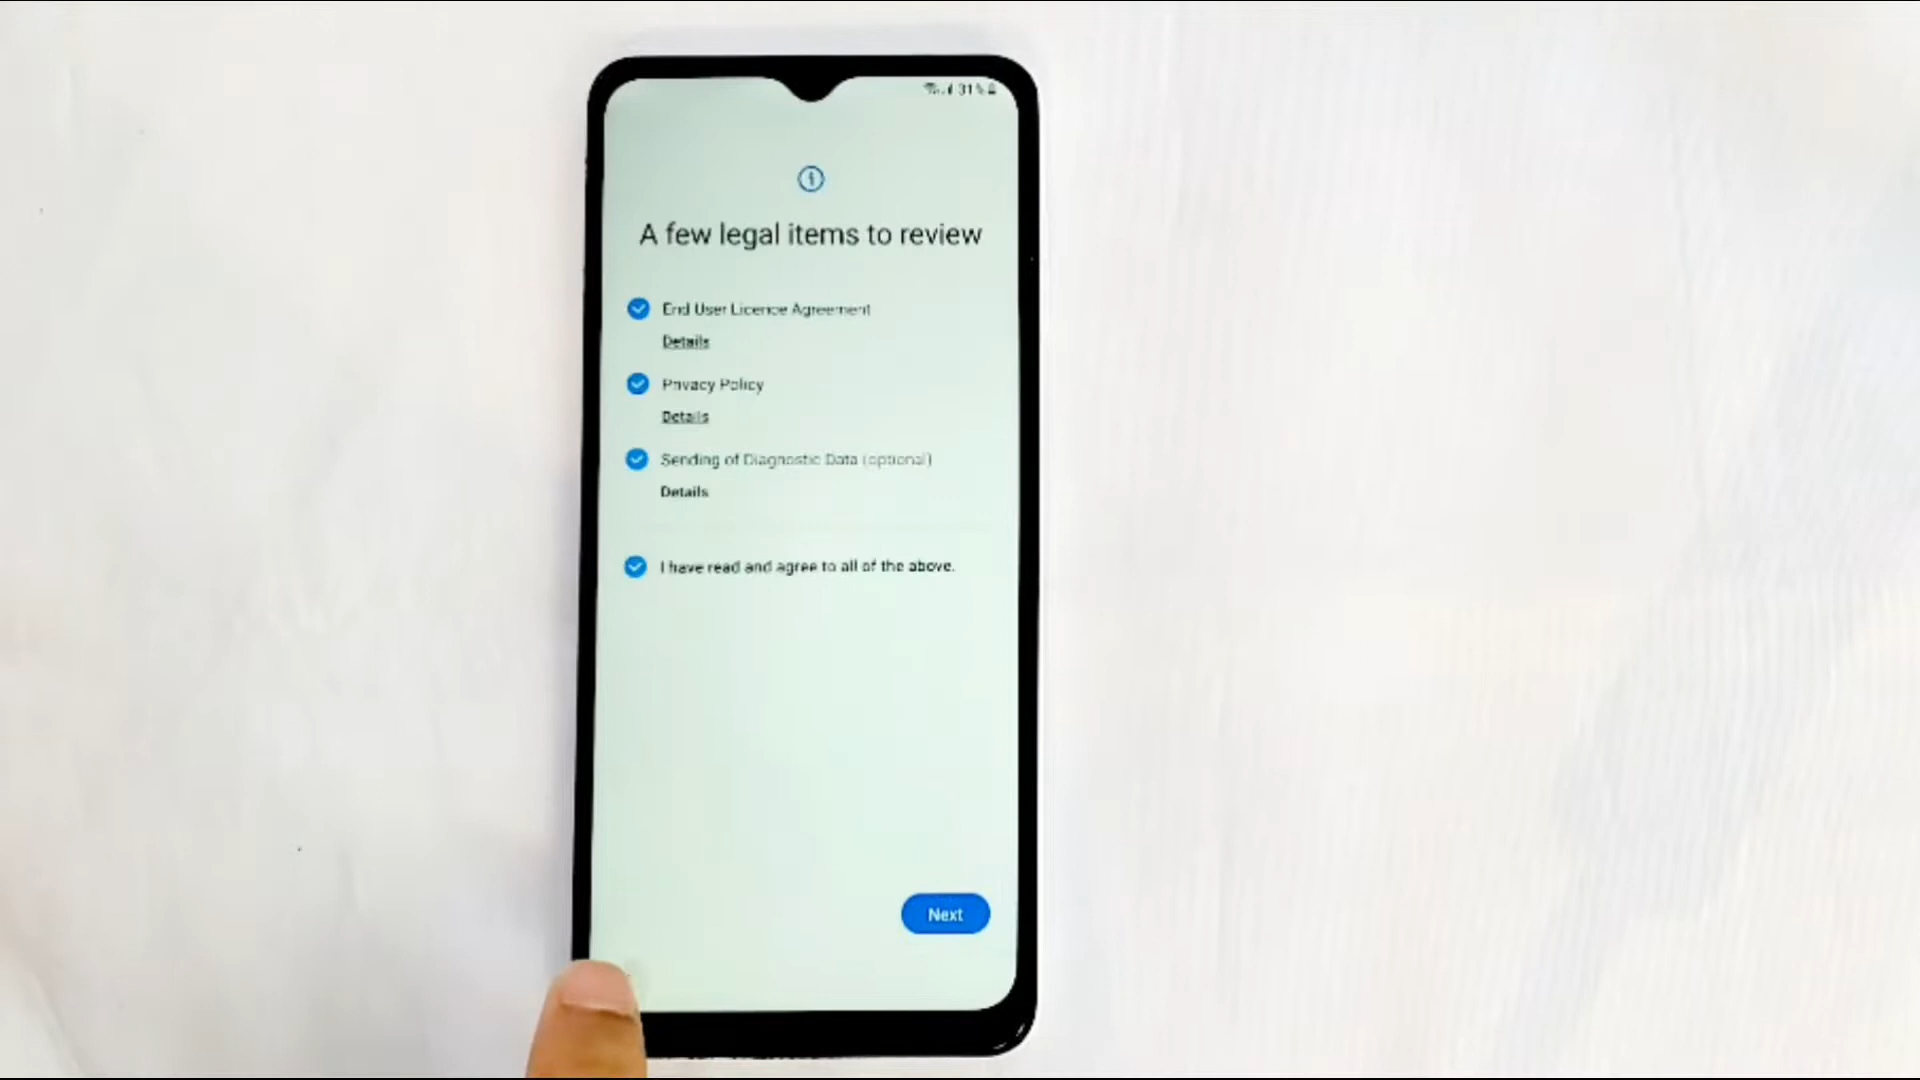 31%
A few legal items to review
End User Licence Agreement
Details
Privacy Policy
Details
Sending of Diagnostic Data (optional)
Details
I have read and agree to all of the above.
Next